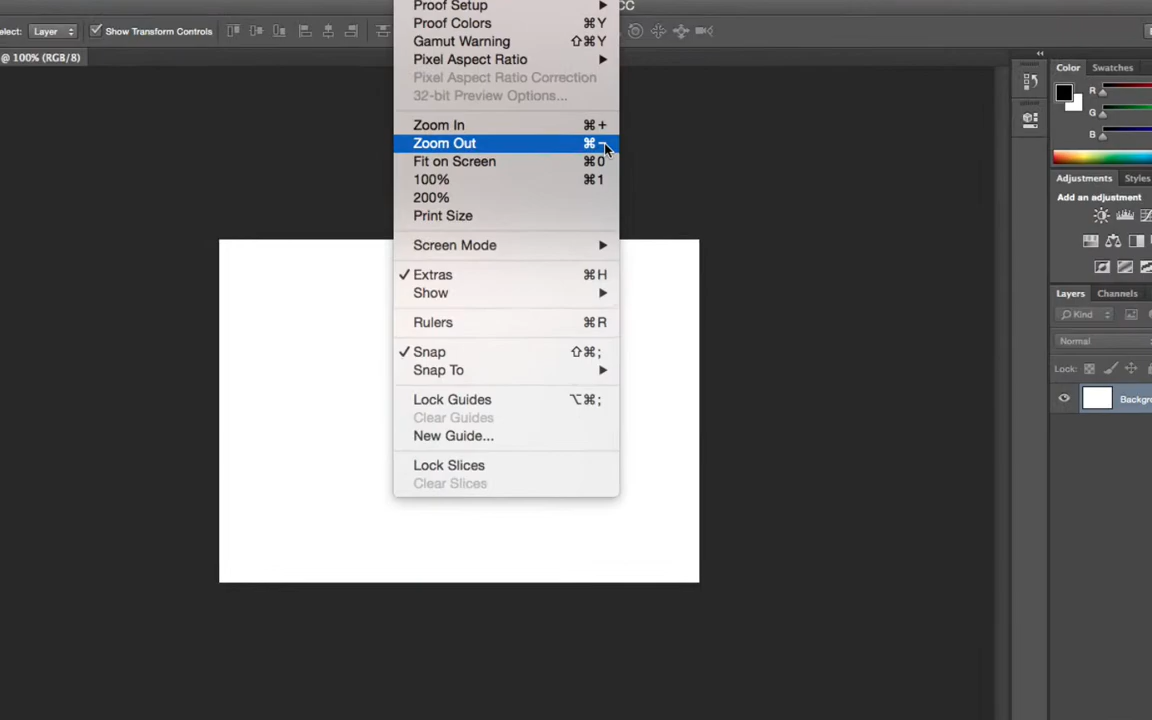 Proof Setup
CC
Proof Colors ⌘Y
elect: Layer Show Transform Controls
Gamut Warning ⇧⌘Y
@ 100% (RGB/8)
Pixel Aspect Ratio
Pixel Aspect Ratio Correction
32-bit Preview Options...
Zoom In ⌘+
Zoom Out ⌘-
Fit on Screen ⌘0
100% ⌘1
200%
Print Size
Screen Mode
✓ Extras ⌘H
Show
Rulers ⌘R
✓ Snap ⇧⌘;
Snap To
Lock Guides ⌥⌘;
Clear Guides
New Guide...
Lock Slices
Clear Slices
Color Swatches
R
G
B
Adjustments Styles
Add an adjustment
Layers Channels
Kind
Normal
Lock:
Backgro